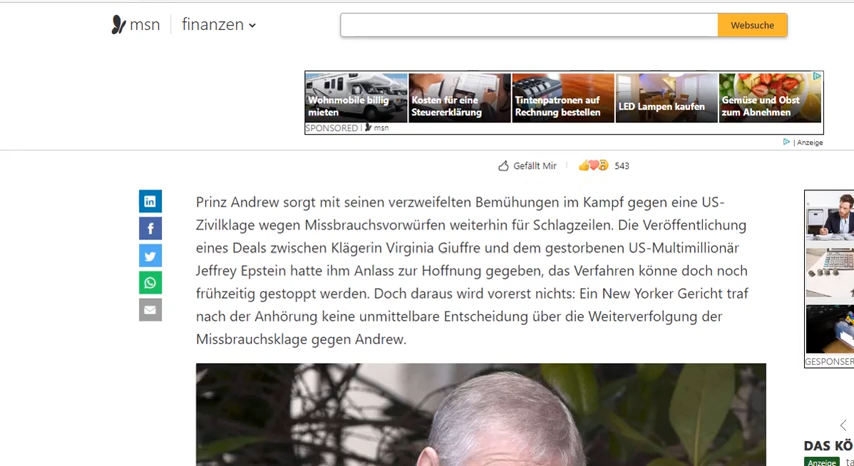 msn finanzen
Websuche
Wohnmobile billig
mieten
Kosten für eine
Steuererklärung
Tintenpatronen auf
Rechnung bestellen
LED Lampen kaufen
Gemüse und Obst
zum Abnehmen
SPONSORED | msn
| Anzeige
Gefällt Mir 543
Prinz Andrew sorgt mit seinen verzweifelten Bemühungen im Kampf gegen eine US-
Zivilklage wegen Missbrauchsvorwürfen weiterhin für Schlagzeilen. Die Veröffentlichung
eines Deals zwischen Klägerin Virginia Giuffre und dem gestorbenen US-Multimillionär
Jeffrey Epstein hatte ihm Anlass zur Hoffnung gegeben, das Verfahren könne doch noch
frühzeitig gestoppt werden. Doch daraus wird vorerst nichts: Ein New Yorker Gericht traf
nach der Anhörung keine unmittelbare Entscheidung über die Weiterverfolgung der
Missbrauchsklage gegen Andrew.
GESPONSER
DAS KÖ
Anzeige ta